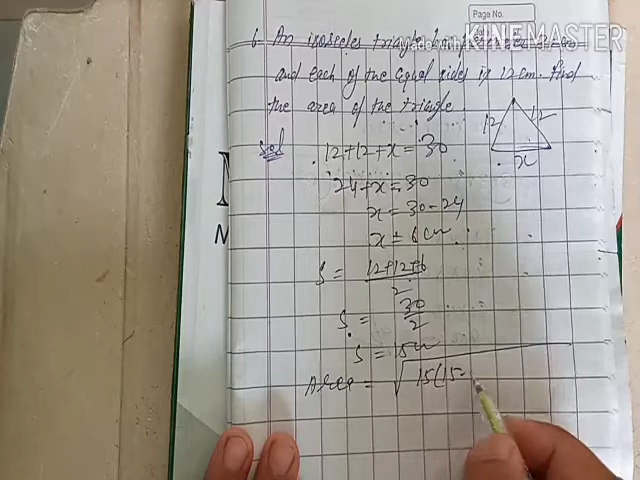 Page No.
Made with KINEMASTER
6 An isosceles triangle
and each of the equal sides is 12 cm. find
the area of the triangle
12 12
x
Sol 12+12+x = 30
24+x = 30
x = 30-24
x = 6 cm
S = 12+12+6
2
S = 30
2
S = 15 cm
Area = √ 15(15-